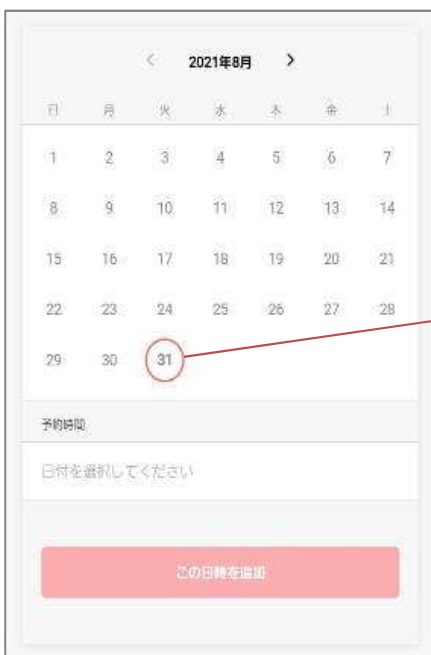 < 2021年8月 >
日 月 火 水 木 金 土
1 2 3 4 5 6 7
8 9 10 11 12 13 14
15 16 17 18 19 20 21
22 23 24 25 26 27 28
29 30 31
予約時間
日付を選択してください
この日時を追加